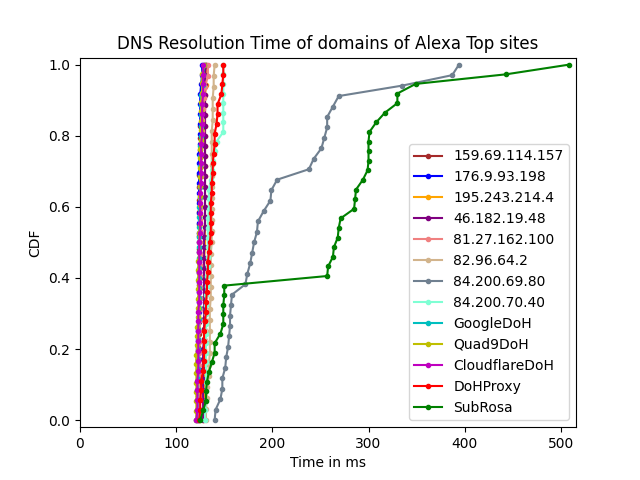 DNS Resolution Time of domains of Alexa Top sites
1.0
0.8
0.6
0.4
0.2
0.0
CDF
0 100 200 300 400 500
Time in ms
159.69.114.157
176.9.93.198
195.243.214.4
46.182.19.48
81.27.162.100
82.96.64.2
84.200.69.80
84.200.70.40
GoogleDoH
Quad9DoH
CloudflareDoH
DoHProxy
SubRosa